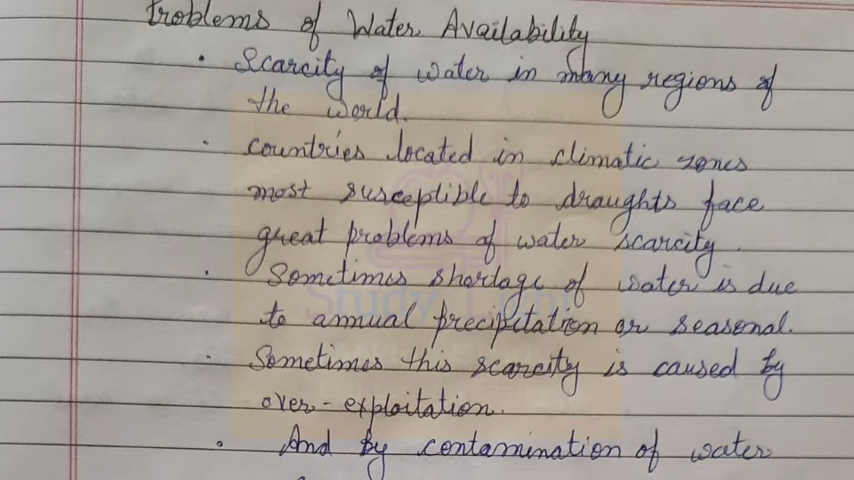 Problems of Water Availability
• Scarcity of water in many regions of
the world.
• countries located in climatic zones
most susceptible to draughts face
great problems of water scarcity.
• Sometimes shortage of water is due
to annual precipitation or seasonal.
• Sometimes this scarcity is caused by
over-exploitation.
• And by contamination of water
Study